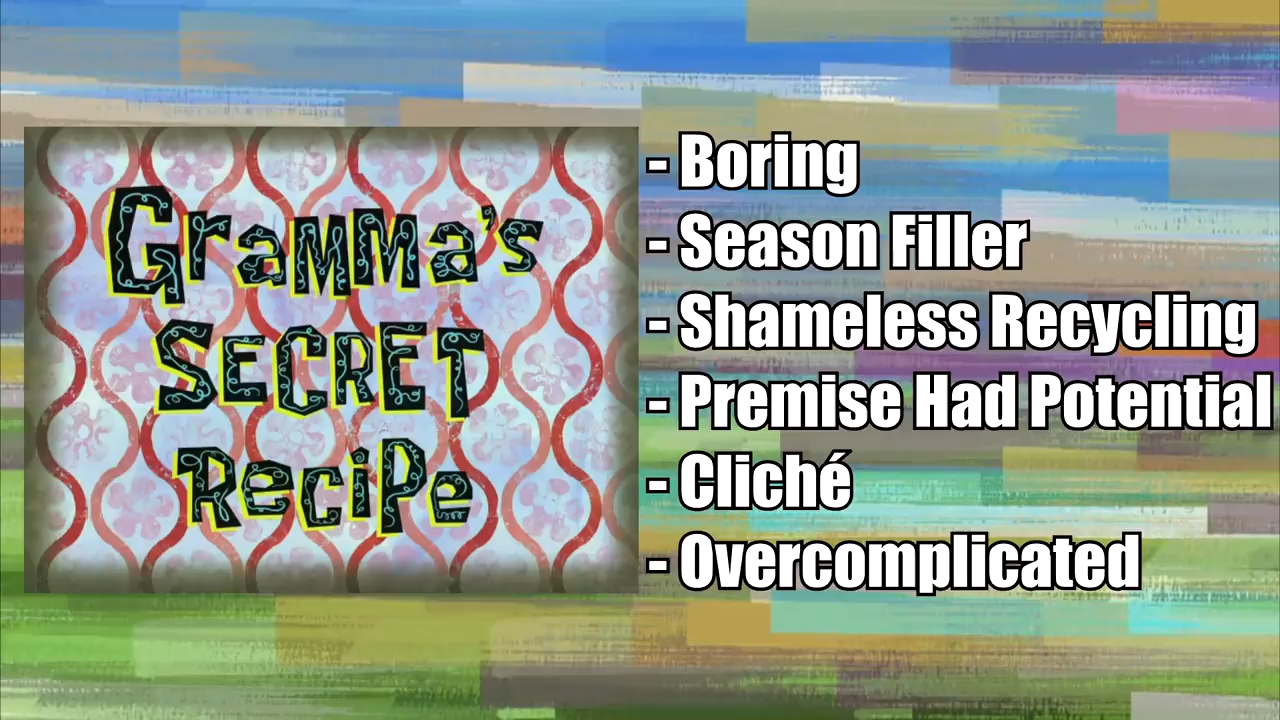 Gramma's
SECRET
Recipe
- Boring
- Season Filler
- Shameless Recycling
- Premise Had Potential
- Cliché
- Overcomplicated